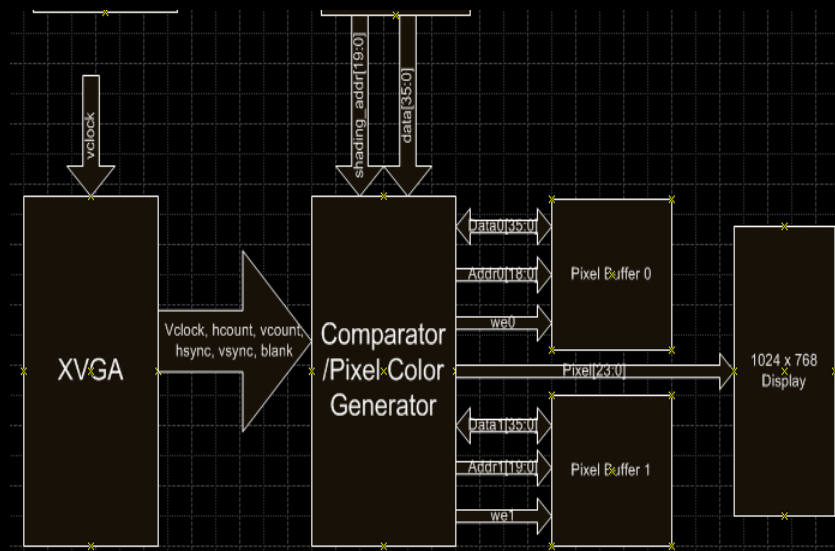 shading_addr[19:0]
data[35:0]
vclock
XVGA
Vclock, hcount, vcount,
hsync, vsync, blank
Comparator
/Pixel Color
Generator
Data0[35:0]
Addr0[18:0]
we0
Pixel Buffer 0
Pixel[23:0]
1024 x 768
Display
Data1[35:0]
Addr1[19:0]
we1
Pixel Buffer 1